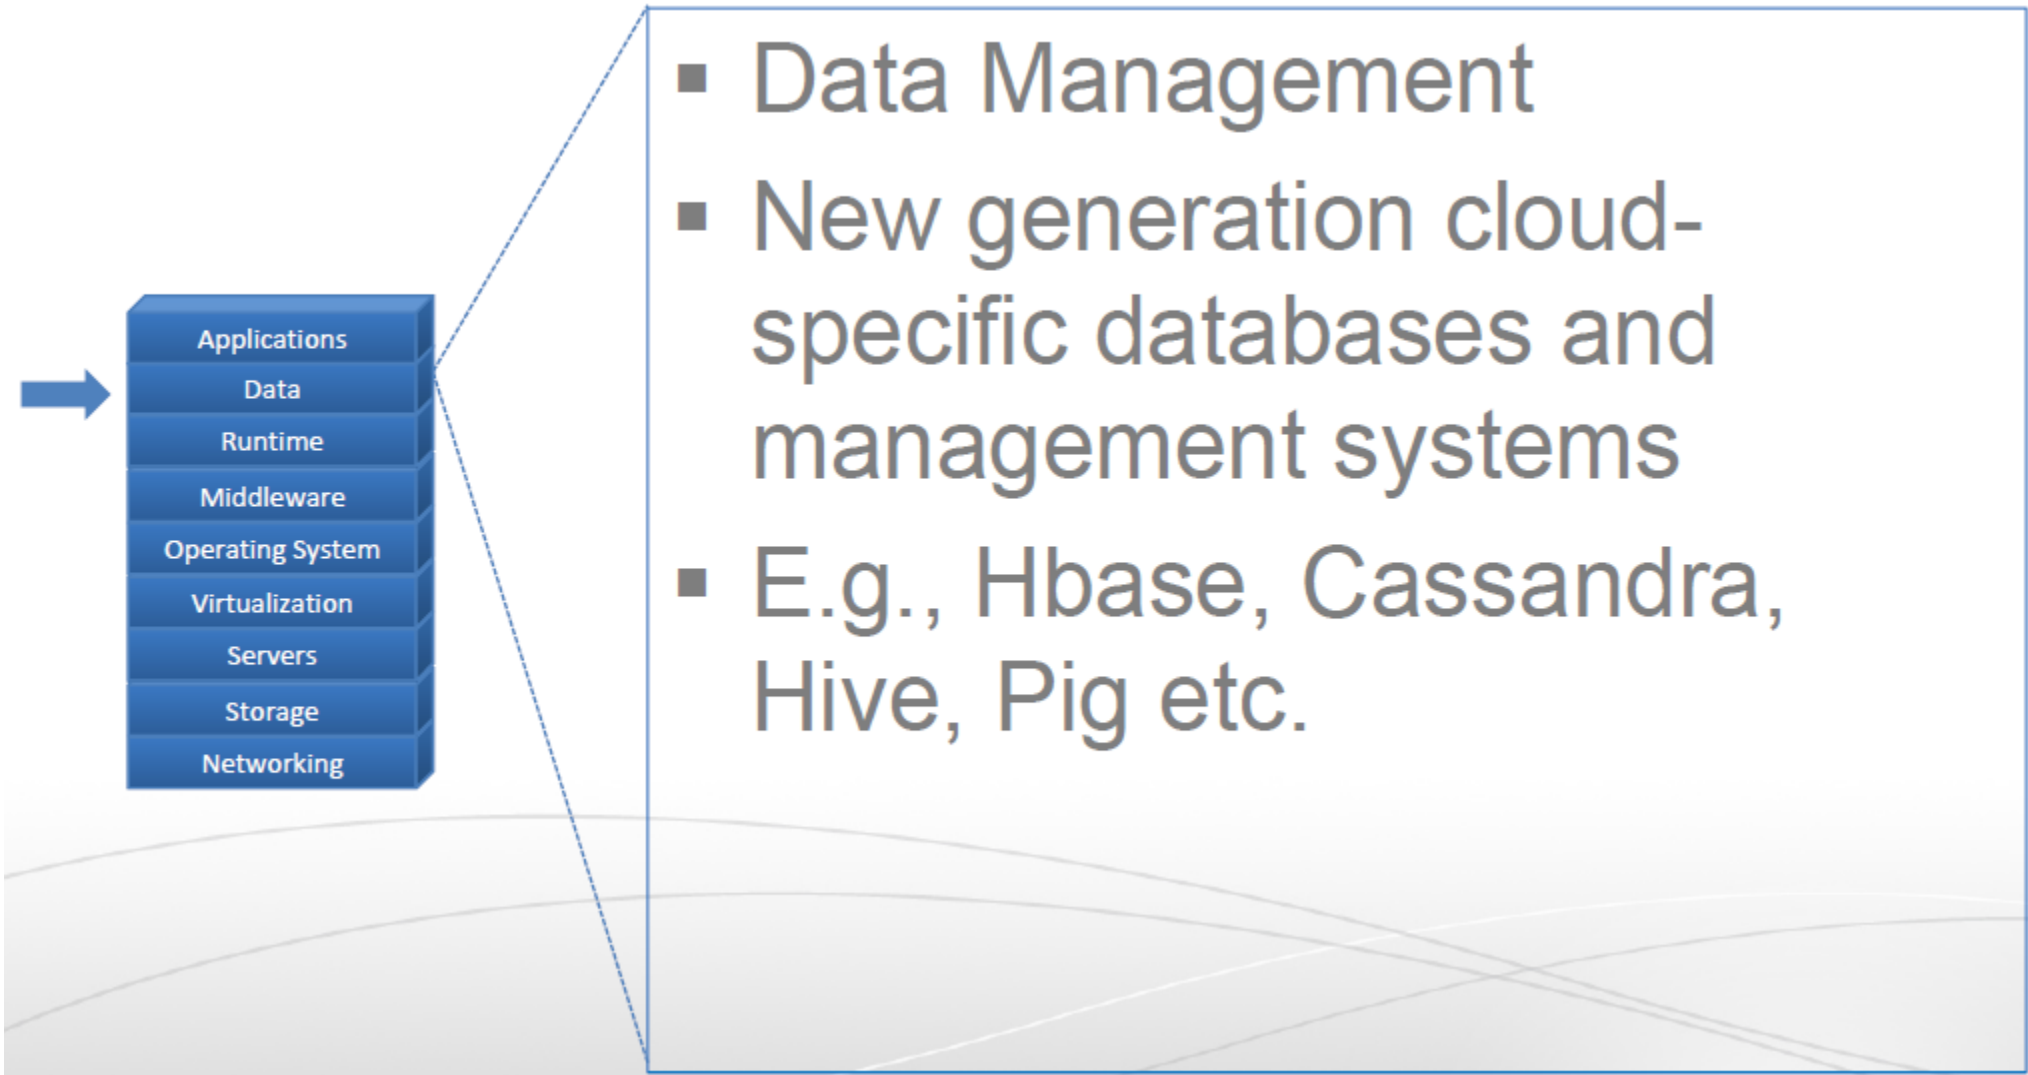 Applications
Data
Runtime
Middleware
Operating System
Virtualization
Servers
Storage
Networking
▪ Data Management
▪ New generation cloud-
specific databases and
management systems
▪ E.g., Hbase, Cassandra,
Hive, Pig etc.